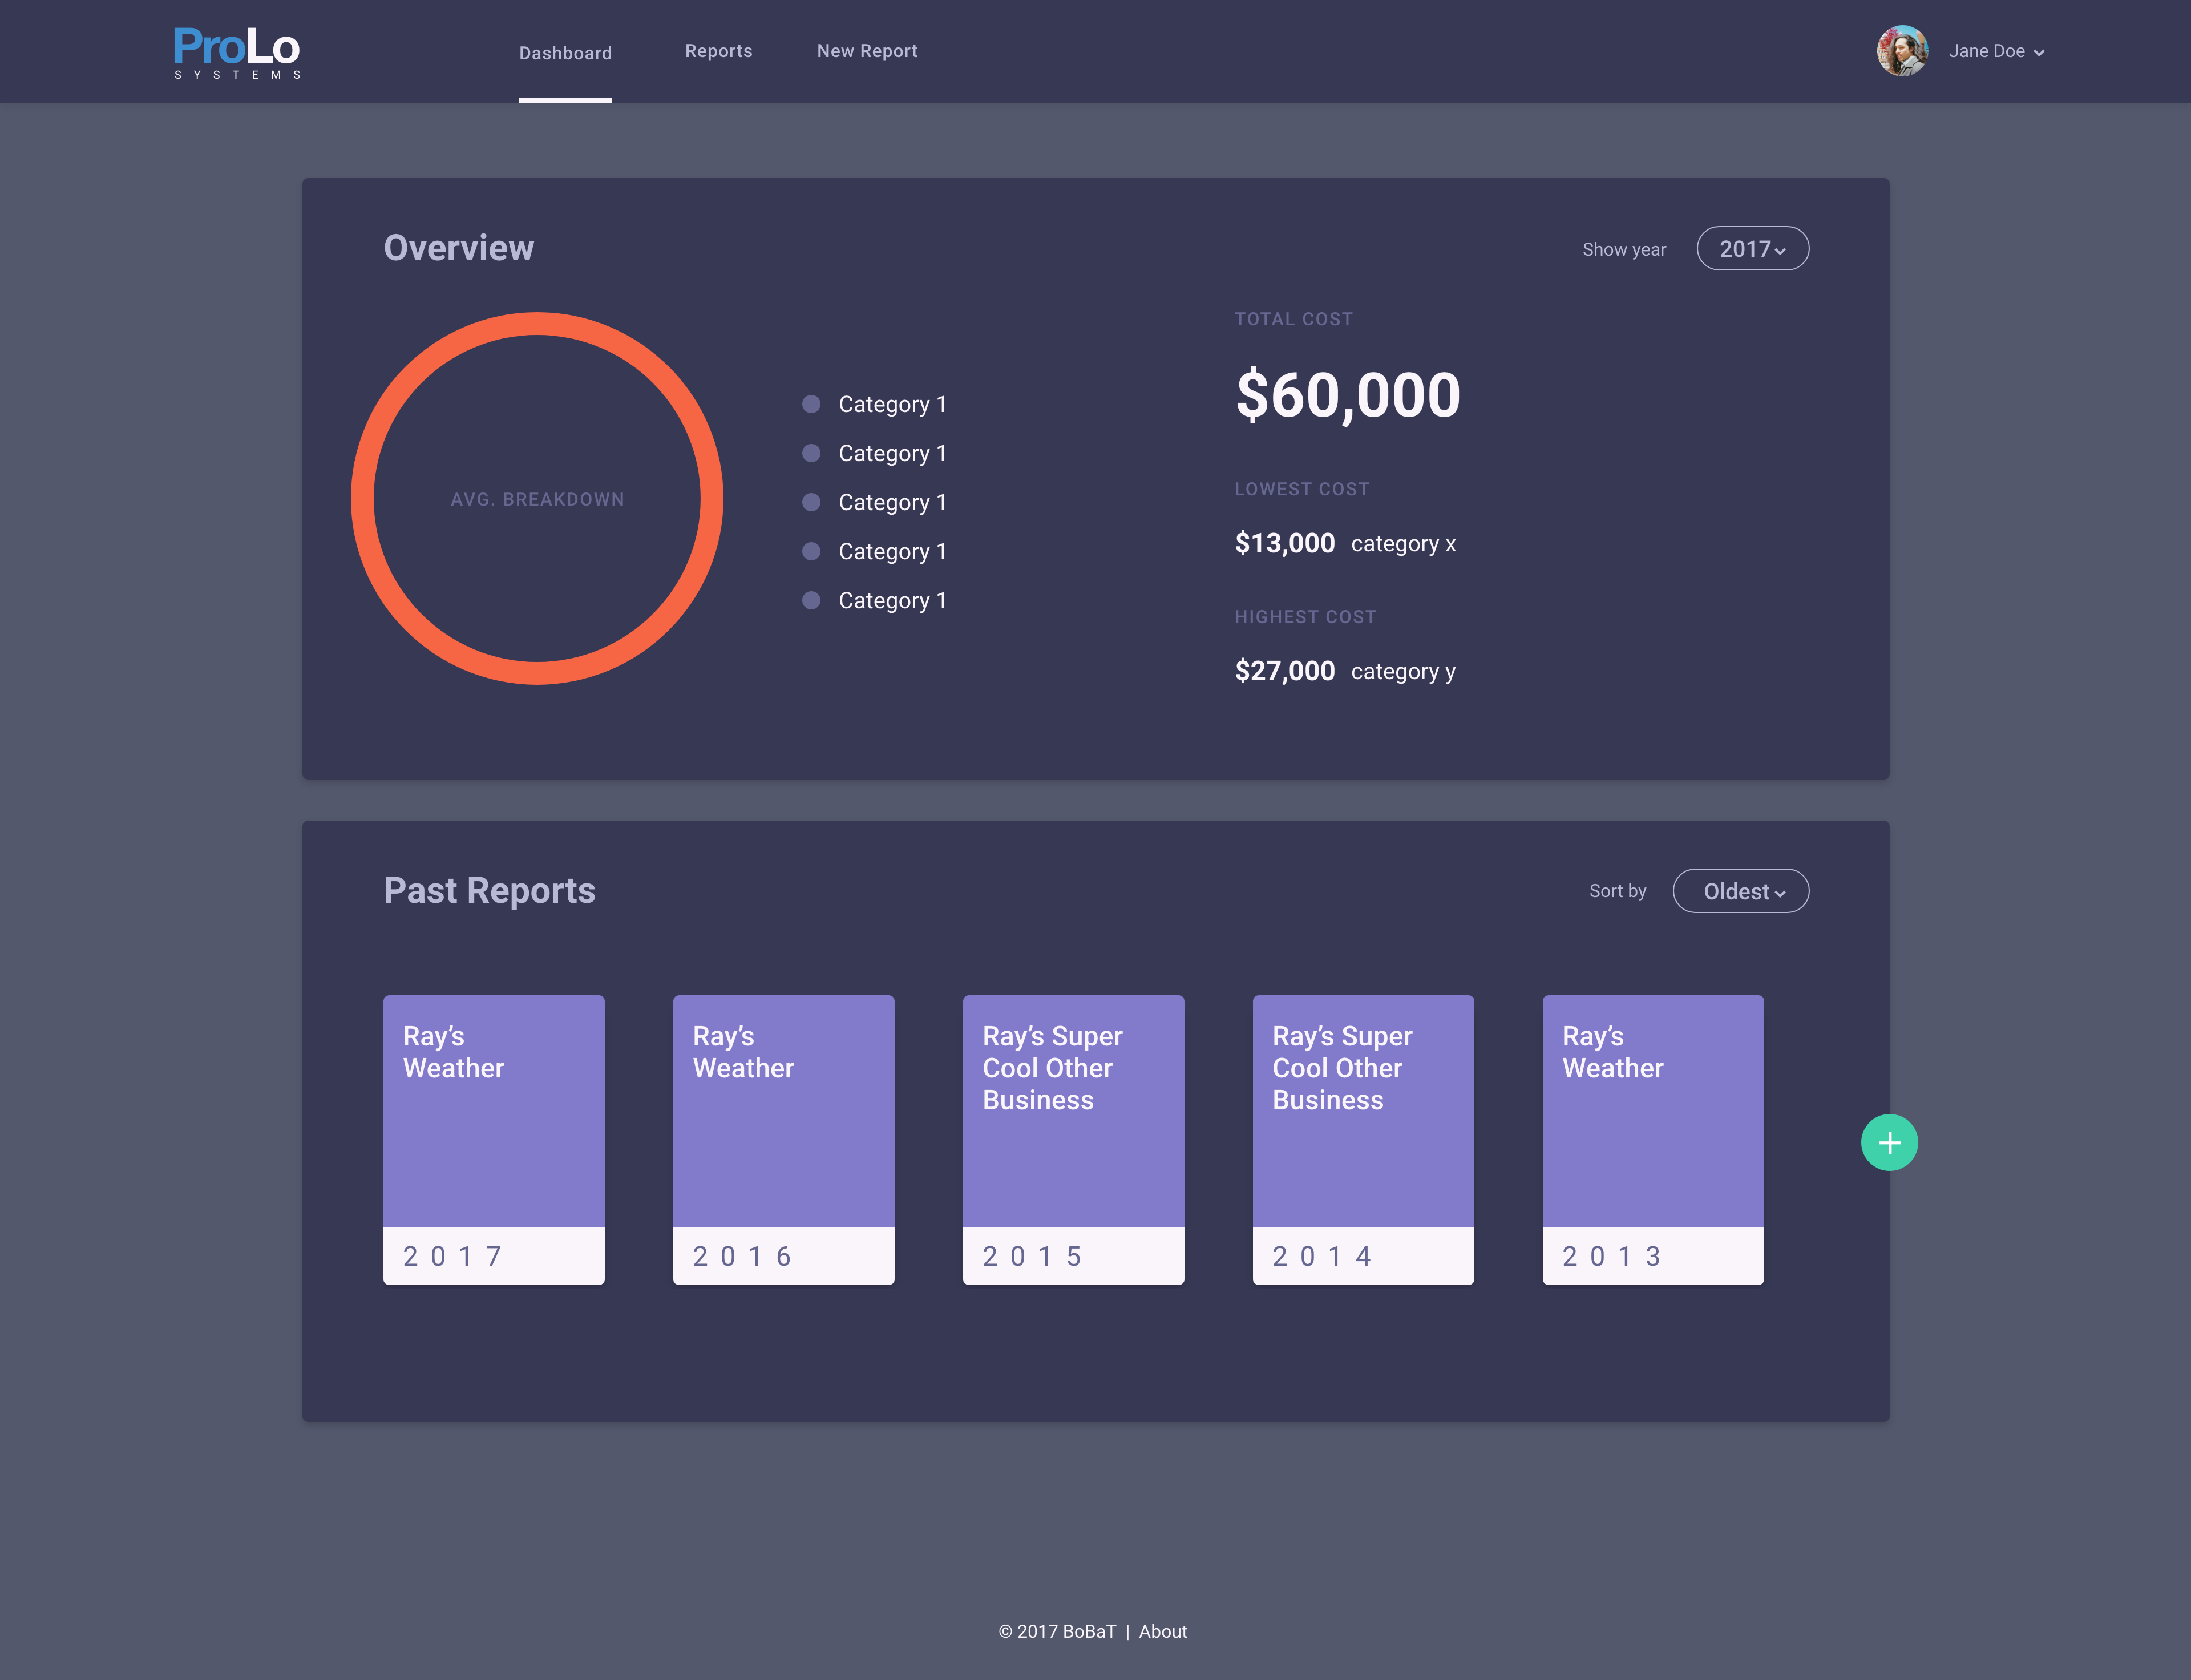 ProLo
SYSTEMS
Dashboard
Reports
New Report
Jane Doe
Overview
Show year
2017
AVG. BREAKDOWN
Category 1
Category 1
Category 1
Category 1
Category 1
TOTAL COST
$60,000
LOWEST COST
$13,000 category x
HIGHEST COST
$27,000 category y
Past Reports
Sort by
Oldest
Ray’s
Weather
2017
Ray’s
Weather
2016
Ray’s Super
Cool Other
Business
2015
Ray’s Super
Cool Other
Business
2014
Ray’s
Weather
2013
+
© 2017 BoBaT | About